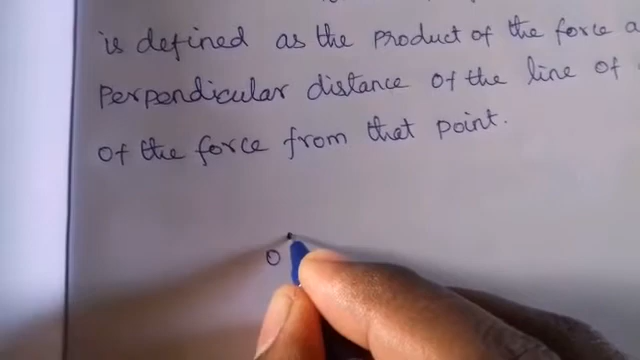 is defined as the product of the force
Perpendicular distance of the line of
of the force from that point.
O